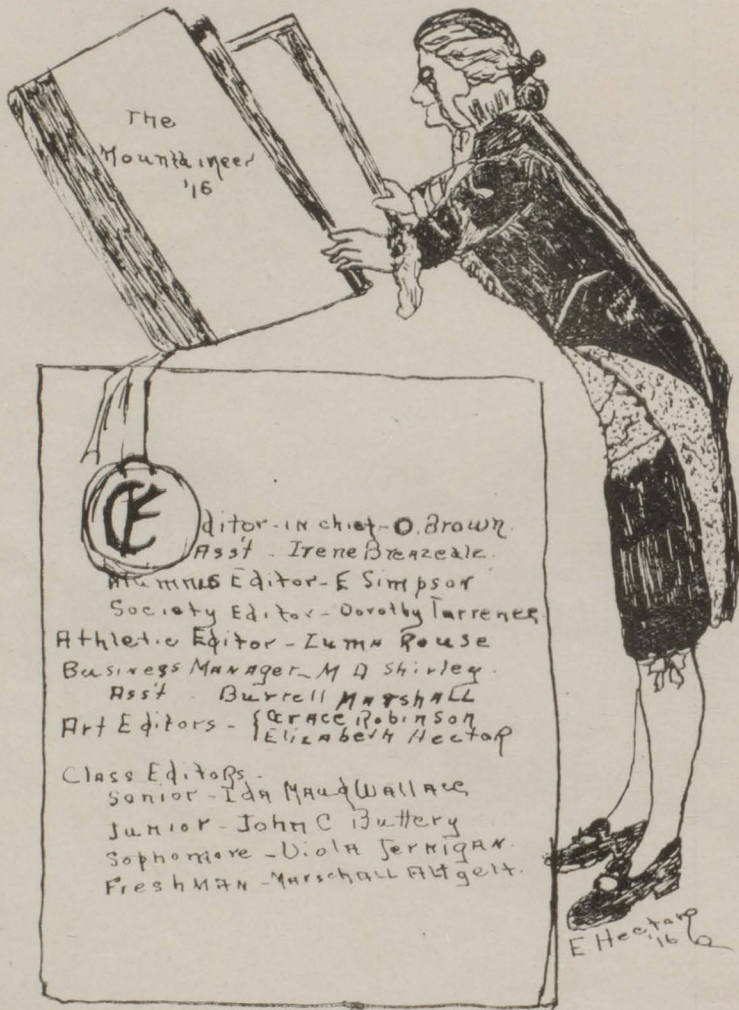 The
Mountaineer
'16
Editor-in chief-O. Brown.
Ass't - Irene Breazeale.
Alumnus Editor-E Simpson
Society Editor-Dorothy Torrence
Athletic Editor-Luma Rouse
Business Manager-M D Shirley.
Ass't Burrell Marshall
Art Editors - {Grace Robinson
Elizabeth Hector
Class Editors-
Senior-Ida Maud Wallace
Junior-John C Buttery
Sophomore-Viola Jernigan.
Freshman-Marschall Altgelt.
E Hector
'16